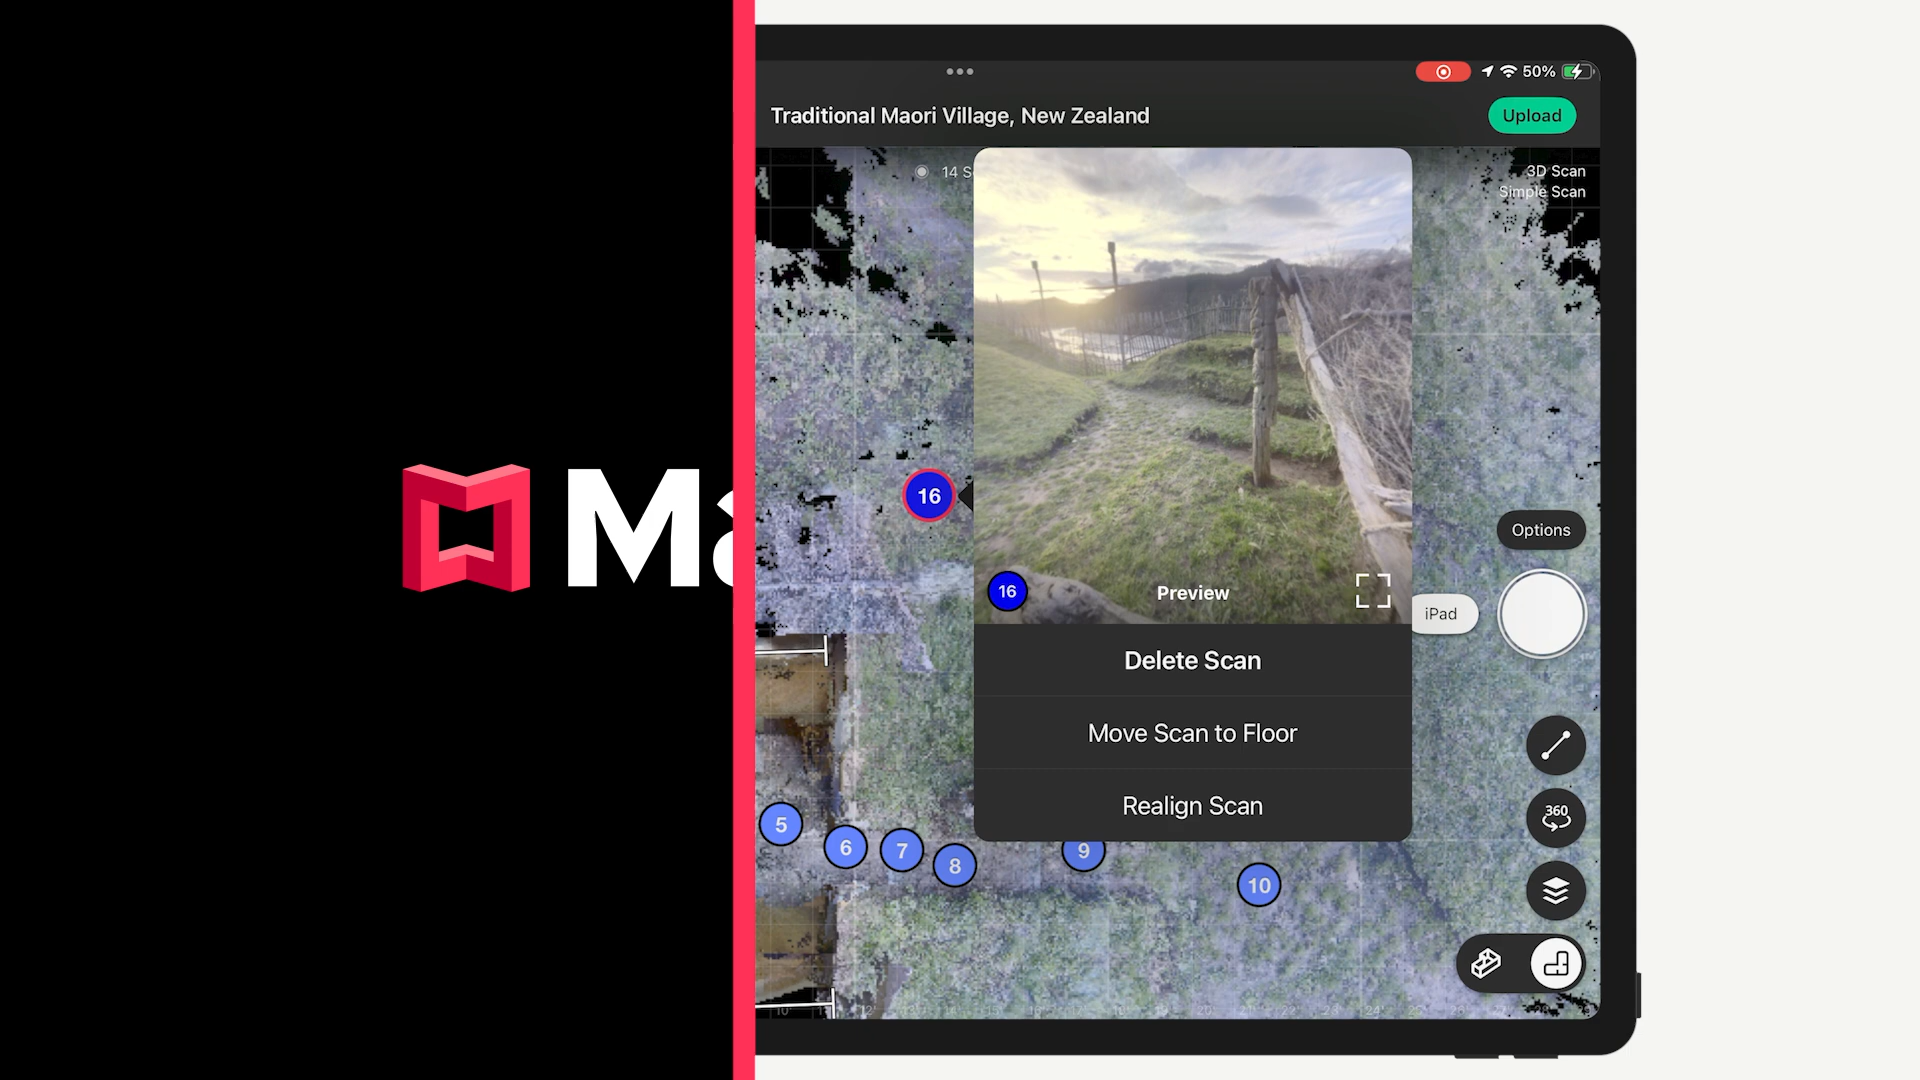 Ma
50%
Traditional Maori Village, New Zealand
Upload
14 S
3D Scan
Simple Scan
16
16
Preview
Options
iPad
Delete Scan
Move Scan to Floor
Realign Scan
360
5
6
7
8
9
10